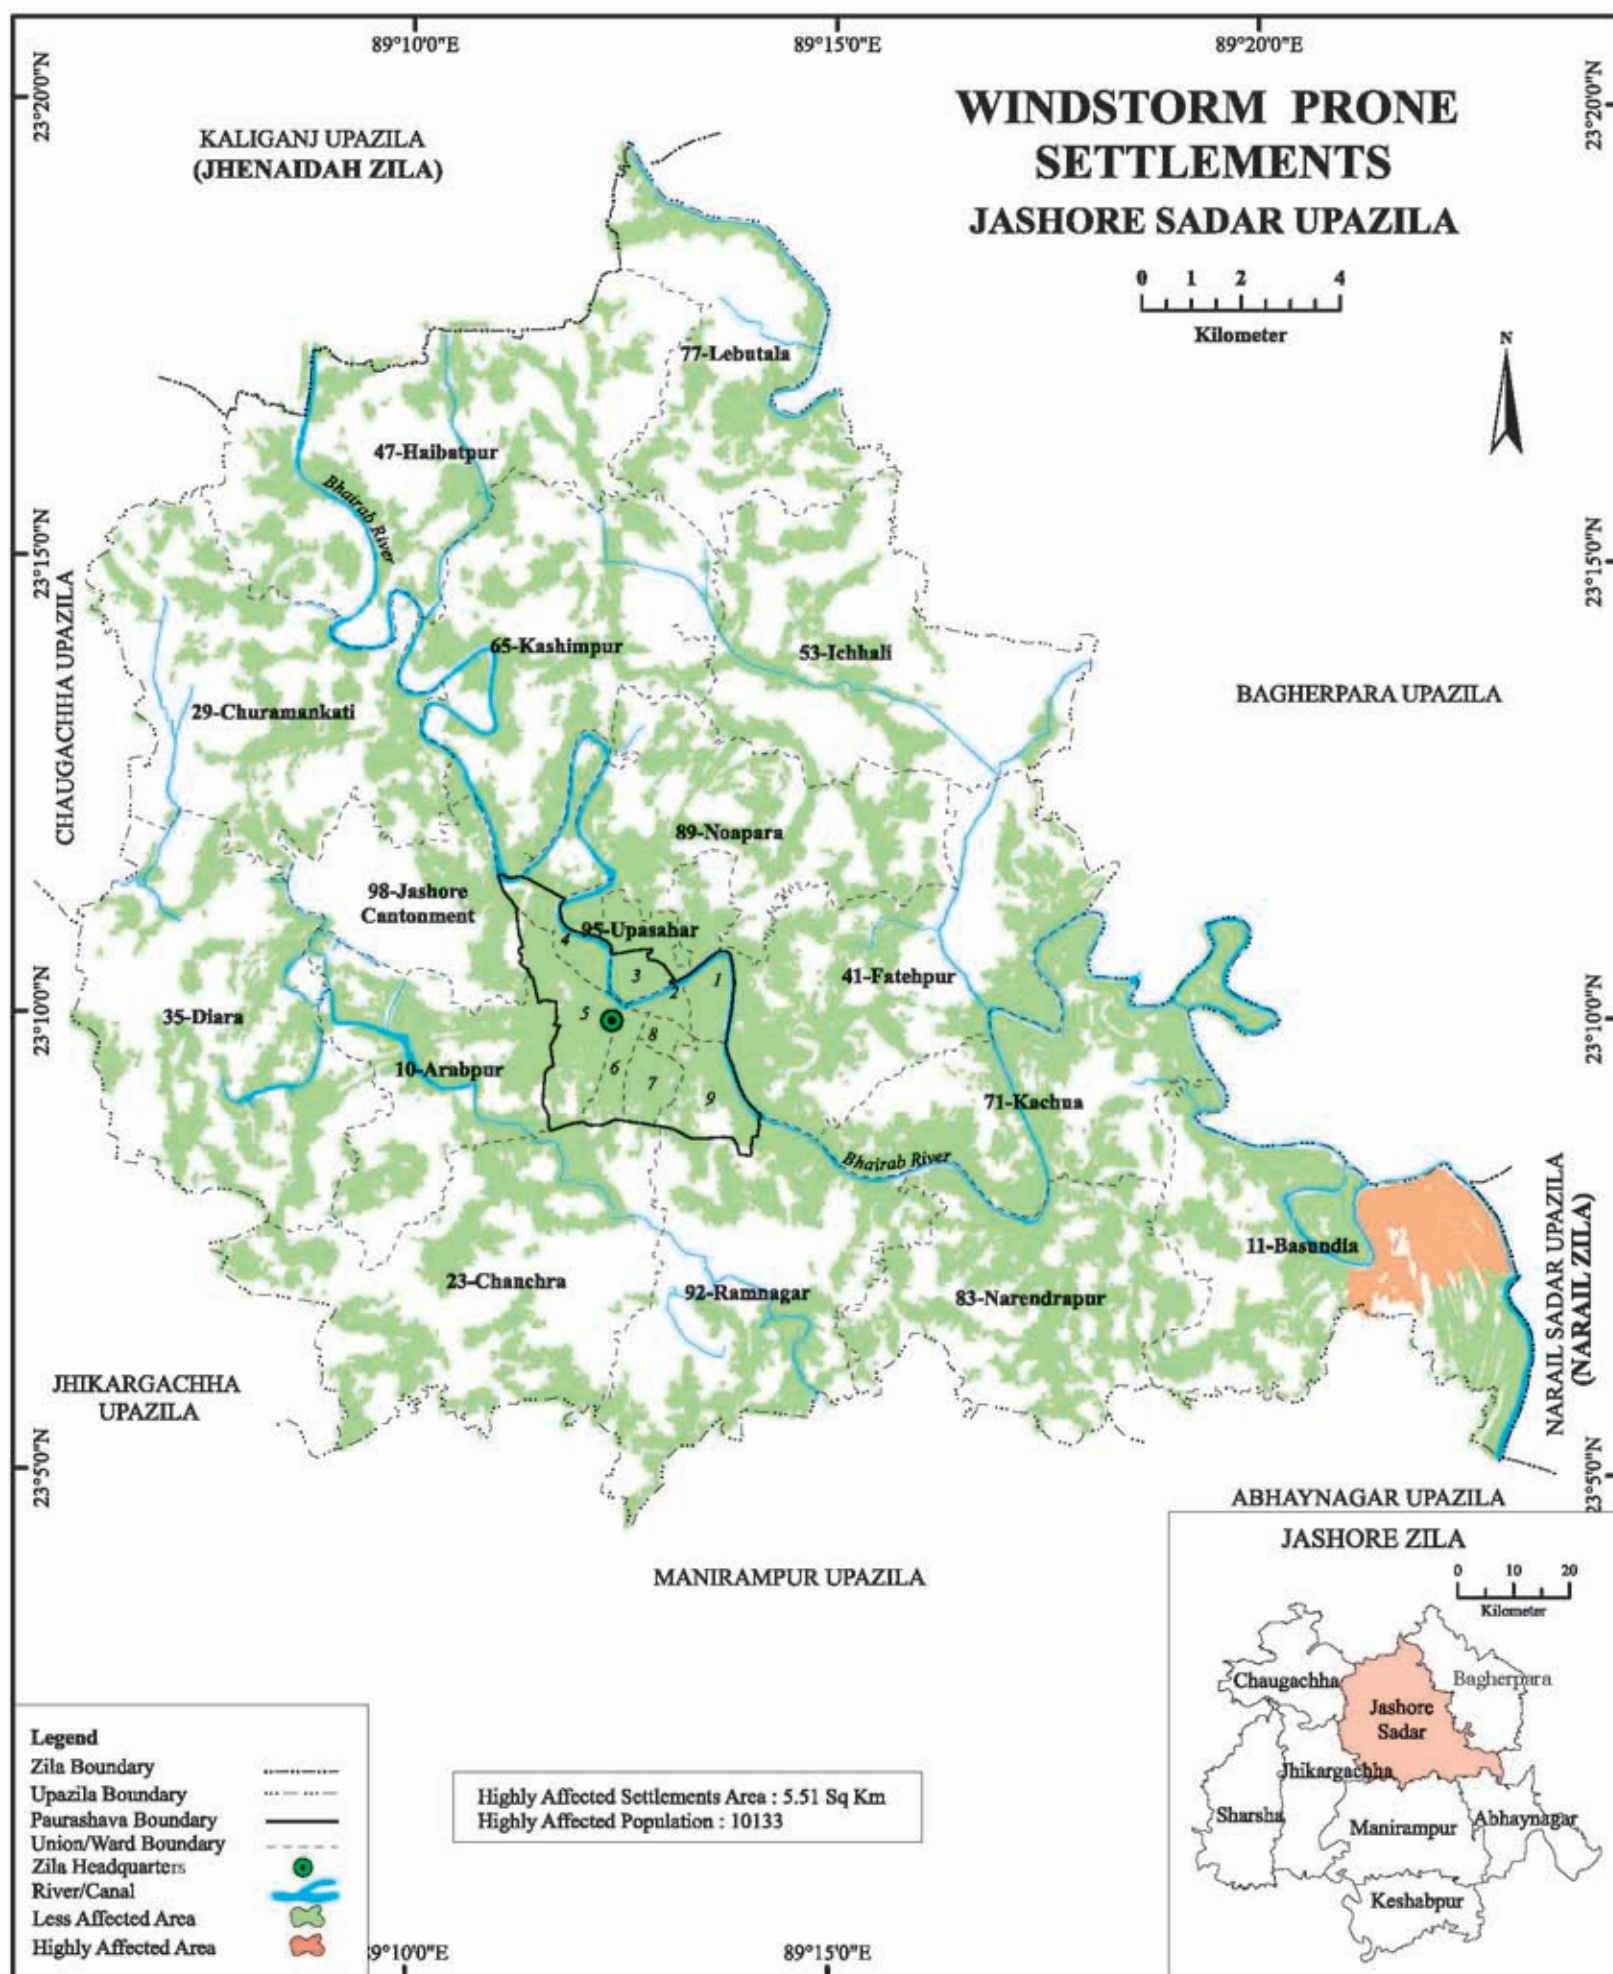 89°10'0"E
89°15'0"E
89°20'0"E
23°20'0"N
23°20'0"N
KALIGANJ UPAZILA
(JHENAIDAH ZILA)
WINDSTORM PRONE
SETTLEMENTS
JASHORE SADAR UPAZILA
0 1 2 4
Kilometer
N
77-Lebutala
47-Haibatpur
Bhairab River
23°15'0"N
23°15'0"N
CHAUGACHHA UPAZILA
65-Kashimpur
53-Ichhali
BAGHERPARA UPAZILA
29-Churamankati
89-Noapara
98-Jashore
Cantonment
95-Upasahar
4
3
2
1
41-Fatehpur
35-Diara
5
8
23°10'0"N
23°10'0"N
10-Arabpur
6
7
9
71-Kachua
Bhairab River
NARAIL SADAR UPAZILA
(NARAIL ZILA)
11-Basundia
23-Chanchra
92-Ramnagar
83-Narendrapur
JHIKARGACHHA
UPAZILA
23°5'0"N
23°5'0"N
ABHAYNAGAR UPAZILA
MANIRAMPUR UPAZILA
JASHORE ZILA
0 10 20
Kilometer
Chaugachha
Bagherpara
Jashore
Sadar
Jhikargachha
Sharsha
Manirampur
Abhaynagar
Keshabpur
Legend
Zila Boundary
Upazila Boundary
Paurashava Boundary
Union/Ward Boundary
Zila Headquarters
River/Canal
Less Affected Area
Highly Affected Area
Highly Affected Settlements Area : 5.51 Sq Km
Highly Affected Population : 10133
89°10'0"E
89°15'0"E